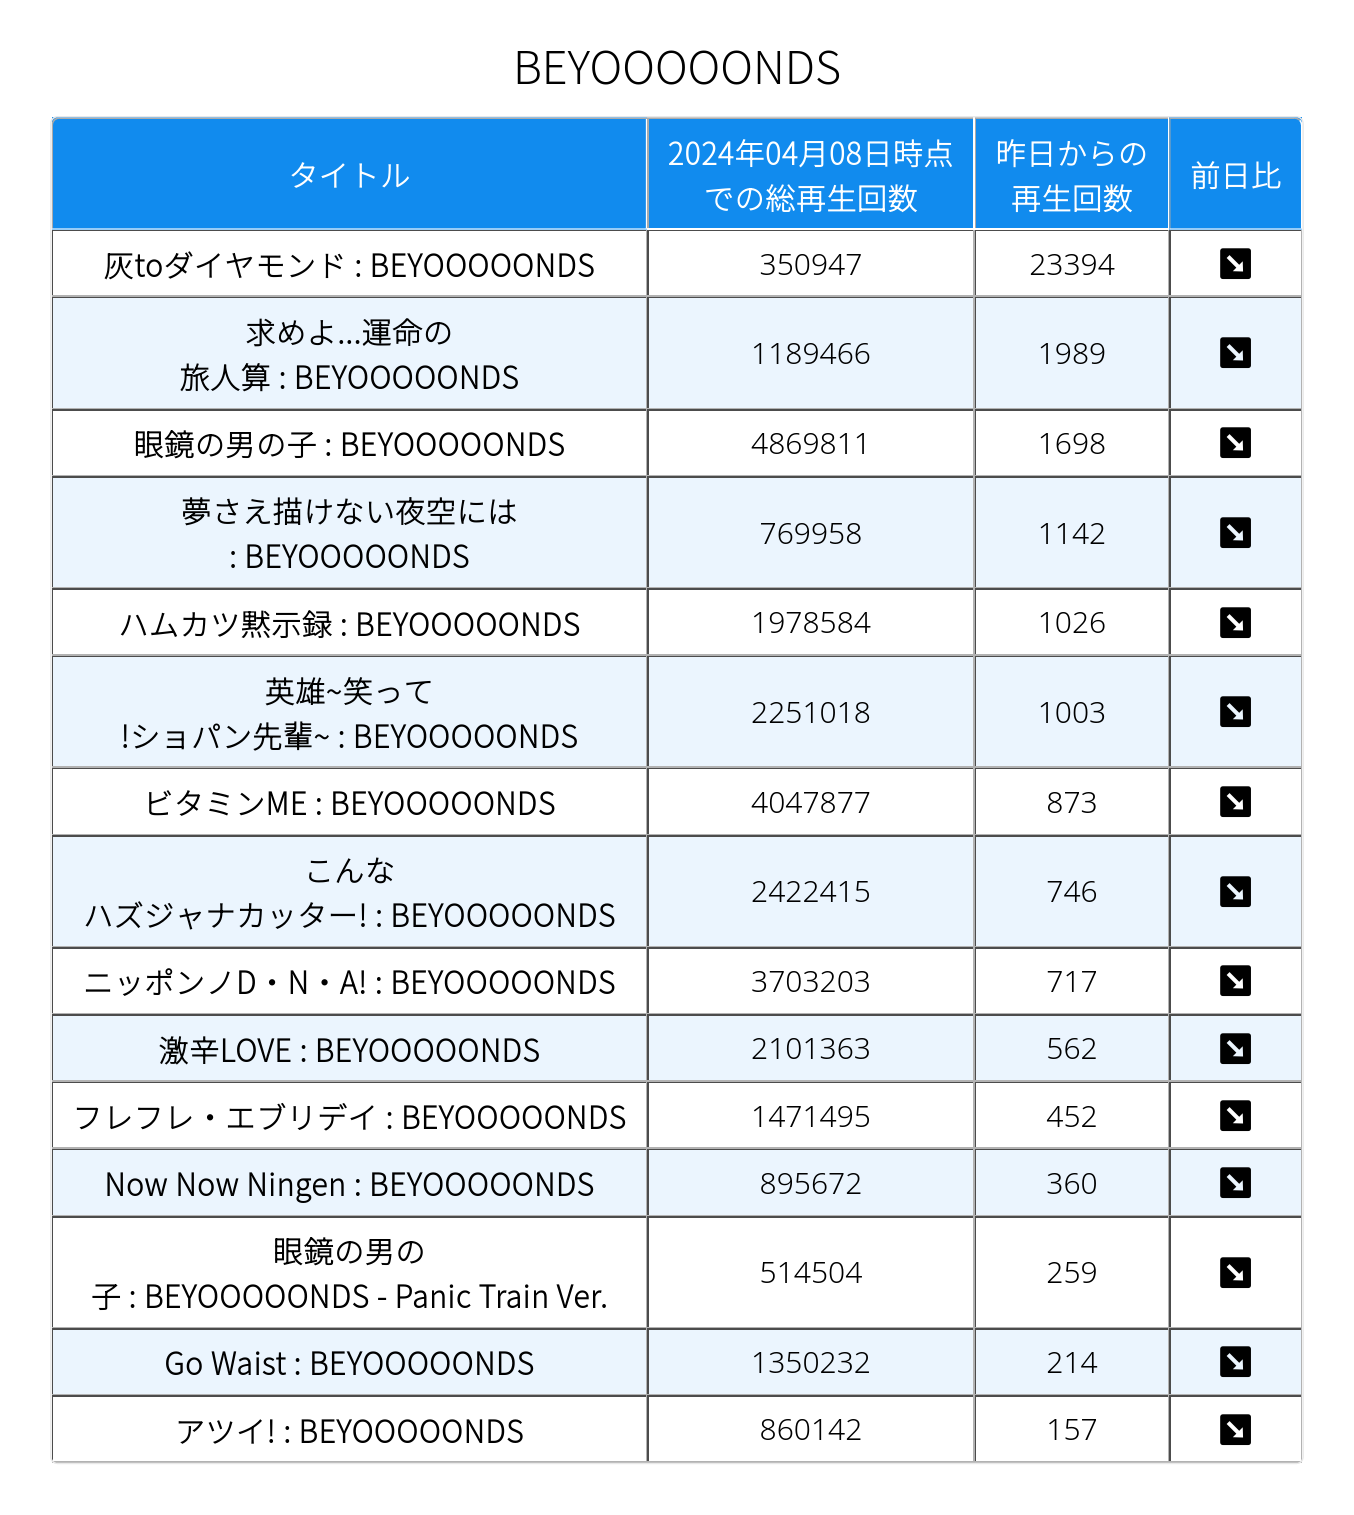 BEYOOOOONDS
タイトル
2024年04月08日時点
での総再生回数
昨日からの
再生回数
前日比
灰toダイヤモンド : BEYOOOOONDS 350947 23394
求めよ...運命の
旅人算 : BEYOOOOONDS 1189466 1989
眼鏡の男の子 : BEYOOOOONDS 4869811 1698
夢さえ描けない夜空には
: BEYOOOOONDS 769958 1142
ハムカツ黙示録 : BEYOOOOONDS 1978584 1026
英雄~笑って
!ショパン先輩~ : BEYOOOOONDS 2251018 1003
ビタミンME : BEYOOOOONDS 4047877 873
こんな
ハズジャナカッター! : BEYOOOOONDS 2422415 746
ニッポンノD・N・A! : BEYOOOOONDS 3703203 717
激辛LOVE : BEYOOOOONDS 2101363 562
フレフレ・エブリデイ : BEYOOOOONDS 1471495 452
Now Now Ningen : BEYOOOOONDS 895672 360
眼鏡の男の
子 : BEYOOOOONDS - Panic Train Ver. 514504 259
Go Waist : BEYOOOOONDS 1350232 214
アツイ! : BEYOOOOONDS 860142 157